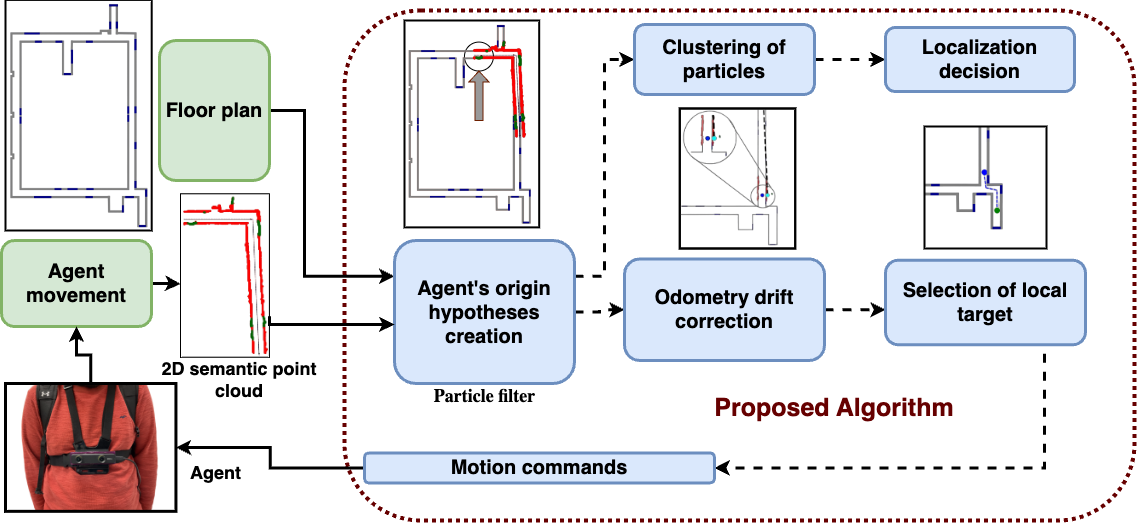 Floor plan
Agent
movement
2D semantic point
cloud
Agent
Agent's origin
hypotheses
creation
Particle filter
Clustering of
particles
Localization
decision
Odometry drift
correction
Selection of local
target
Proposed Algorithm
Motion commands